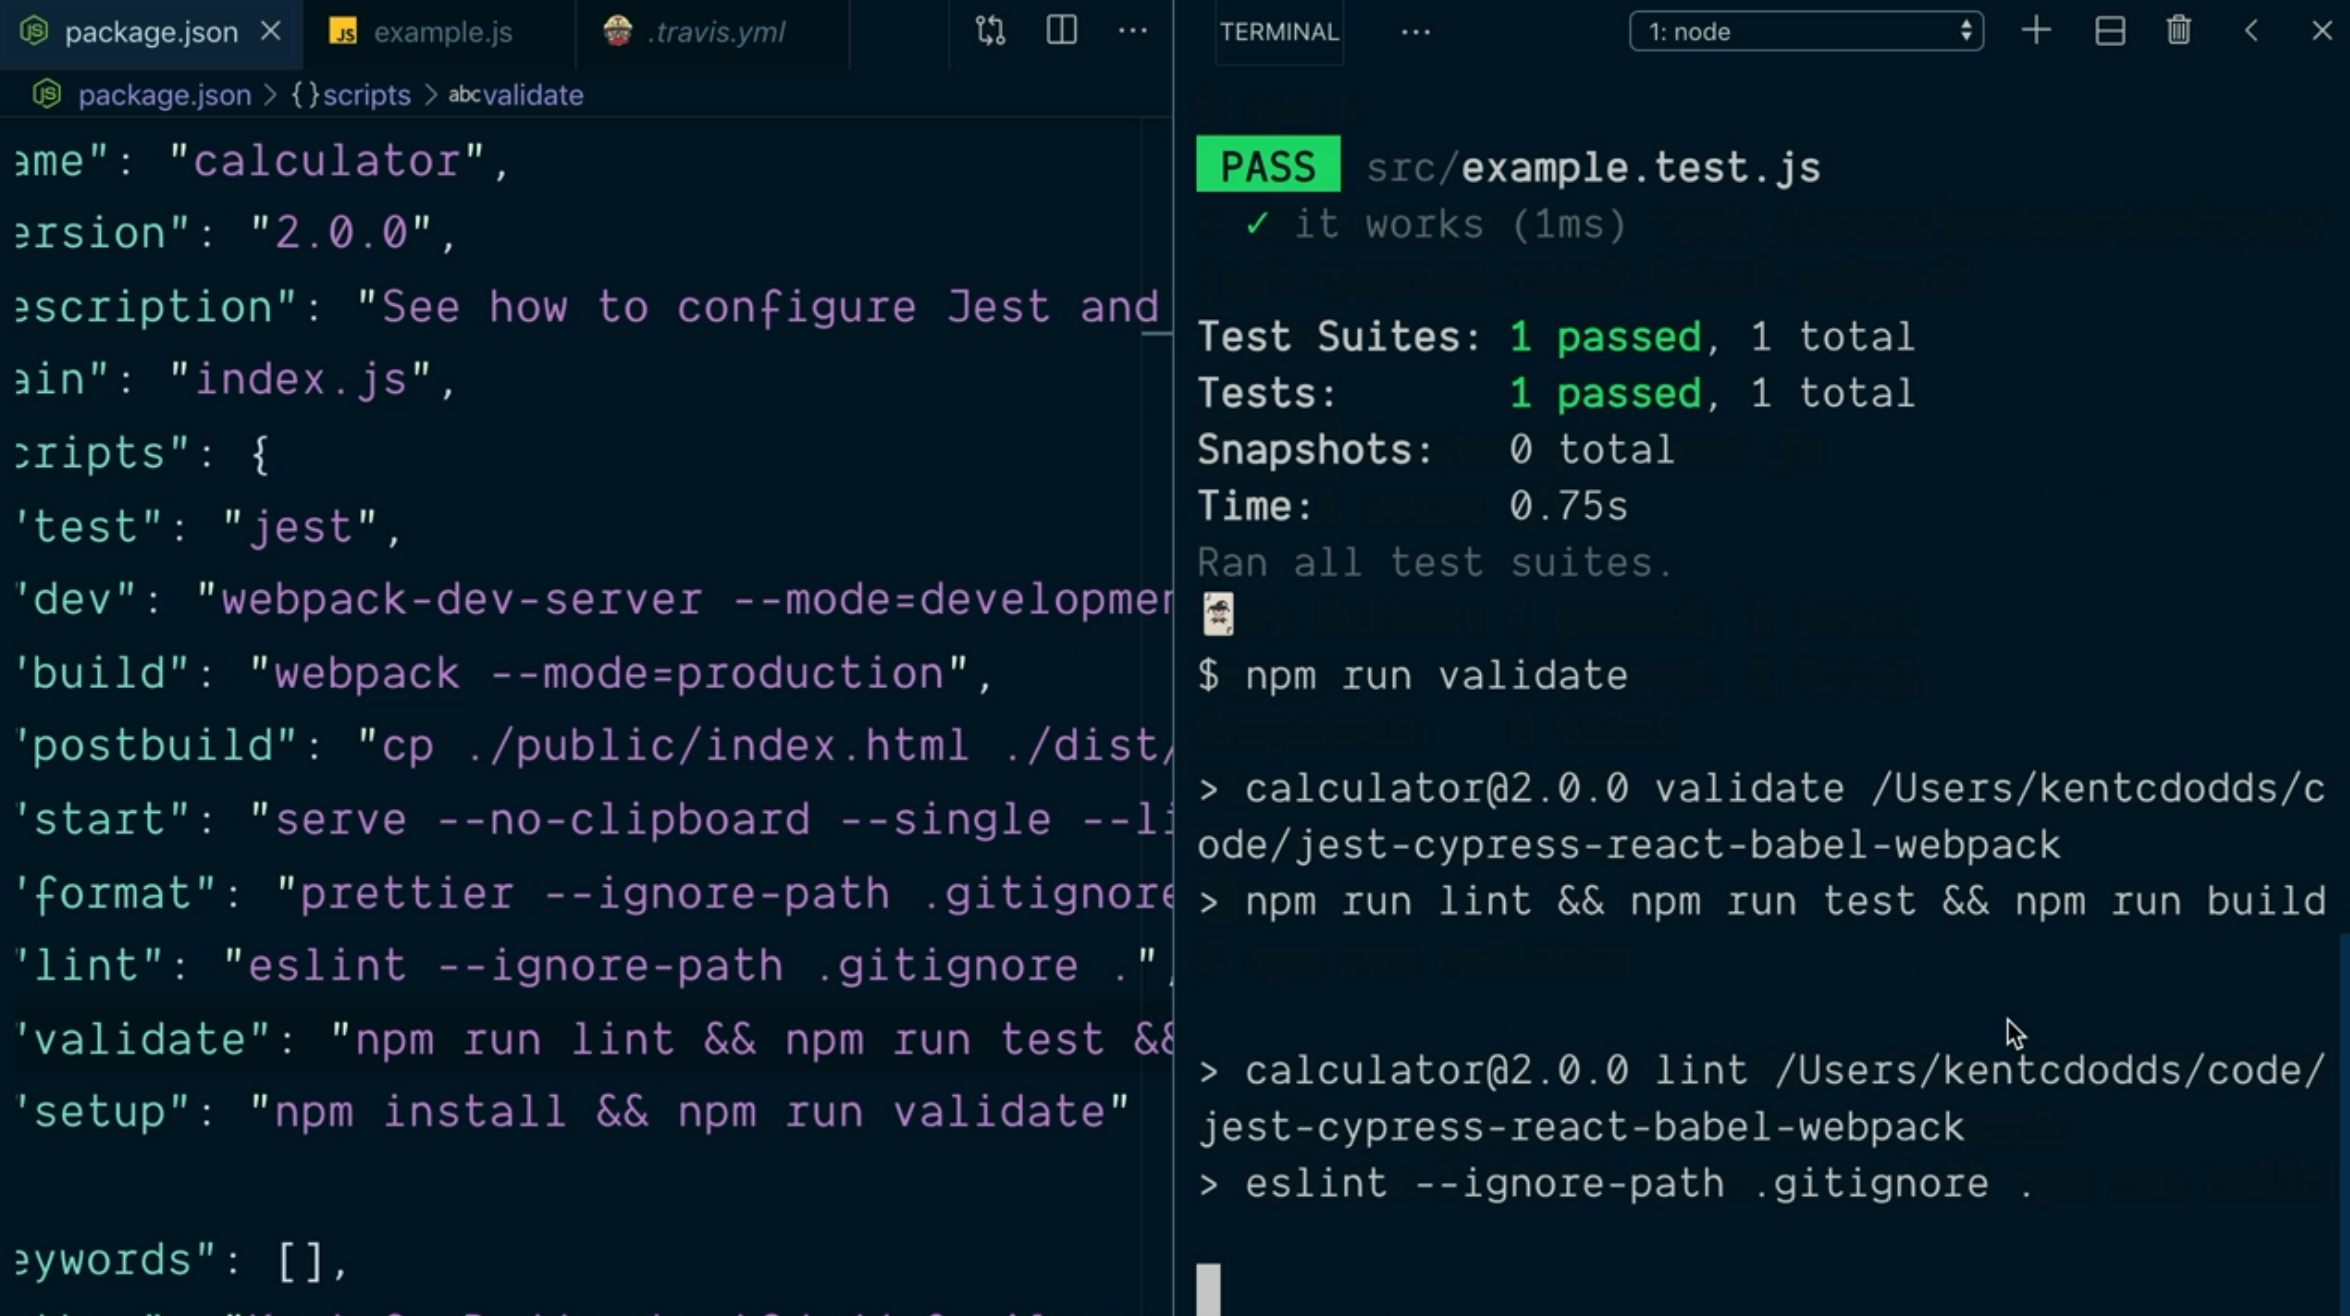 package.json
example.js
.travis.yml
package.json > {} scripts > abc validate
ame": "calculator",
ersion": "2.0.0",
escription": "See how to configure Jest and
ain": "index.js",
cripts": {
"test": "jest",
"dev": "webpack-dev-server --mode=developmen
"build": "webpack --mode=production",
"postbuild": "cp ./public/index.html ./dist/
"start": "serve --no-clipboard --single --li
"format": "prettier --ignore-path .gitignore
"lint": "eslint --ignore-path .gitignore .",
"validate": "npm run lint && npm run test &&
"setup": "npm install && npm run validate"
eywords": [],
TERMINAL
1: node
PASS src/example.test.js
✓ it works (1ms)
Test Suites: 1 passed, 1 total
Tests: 1 passed, 1 total
Snapshots: 0 total
Time: 0.75s
Ran all test suites.
$ npm run validate
> calculator@2.0.0 validate /Users/kentcdodds/c
ode/jest-cypress-react-babel-webpack
> npm run lint && npm run test && npm run build
> calculator@2.0.0 lint /Users/kentcdodds/code/
jest-cypress-react-babel-webpack
> eslint --ignore-path .gitignore .